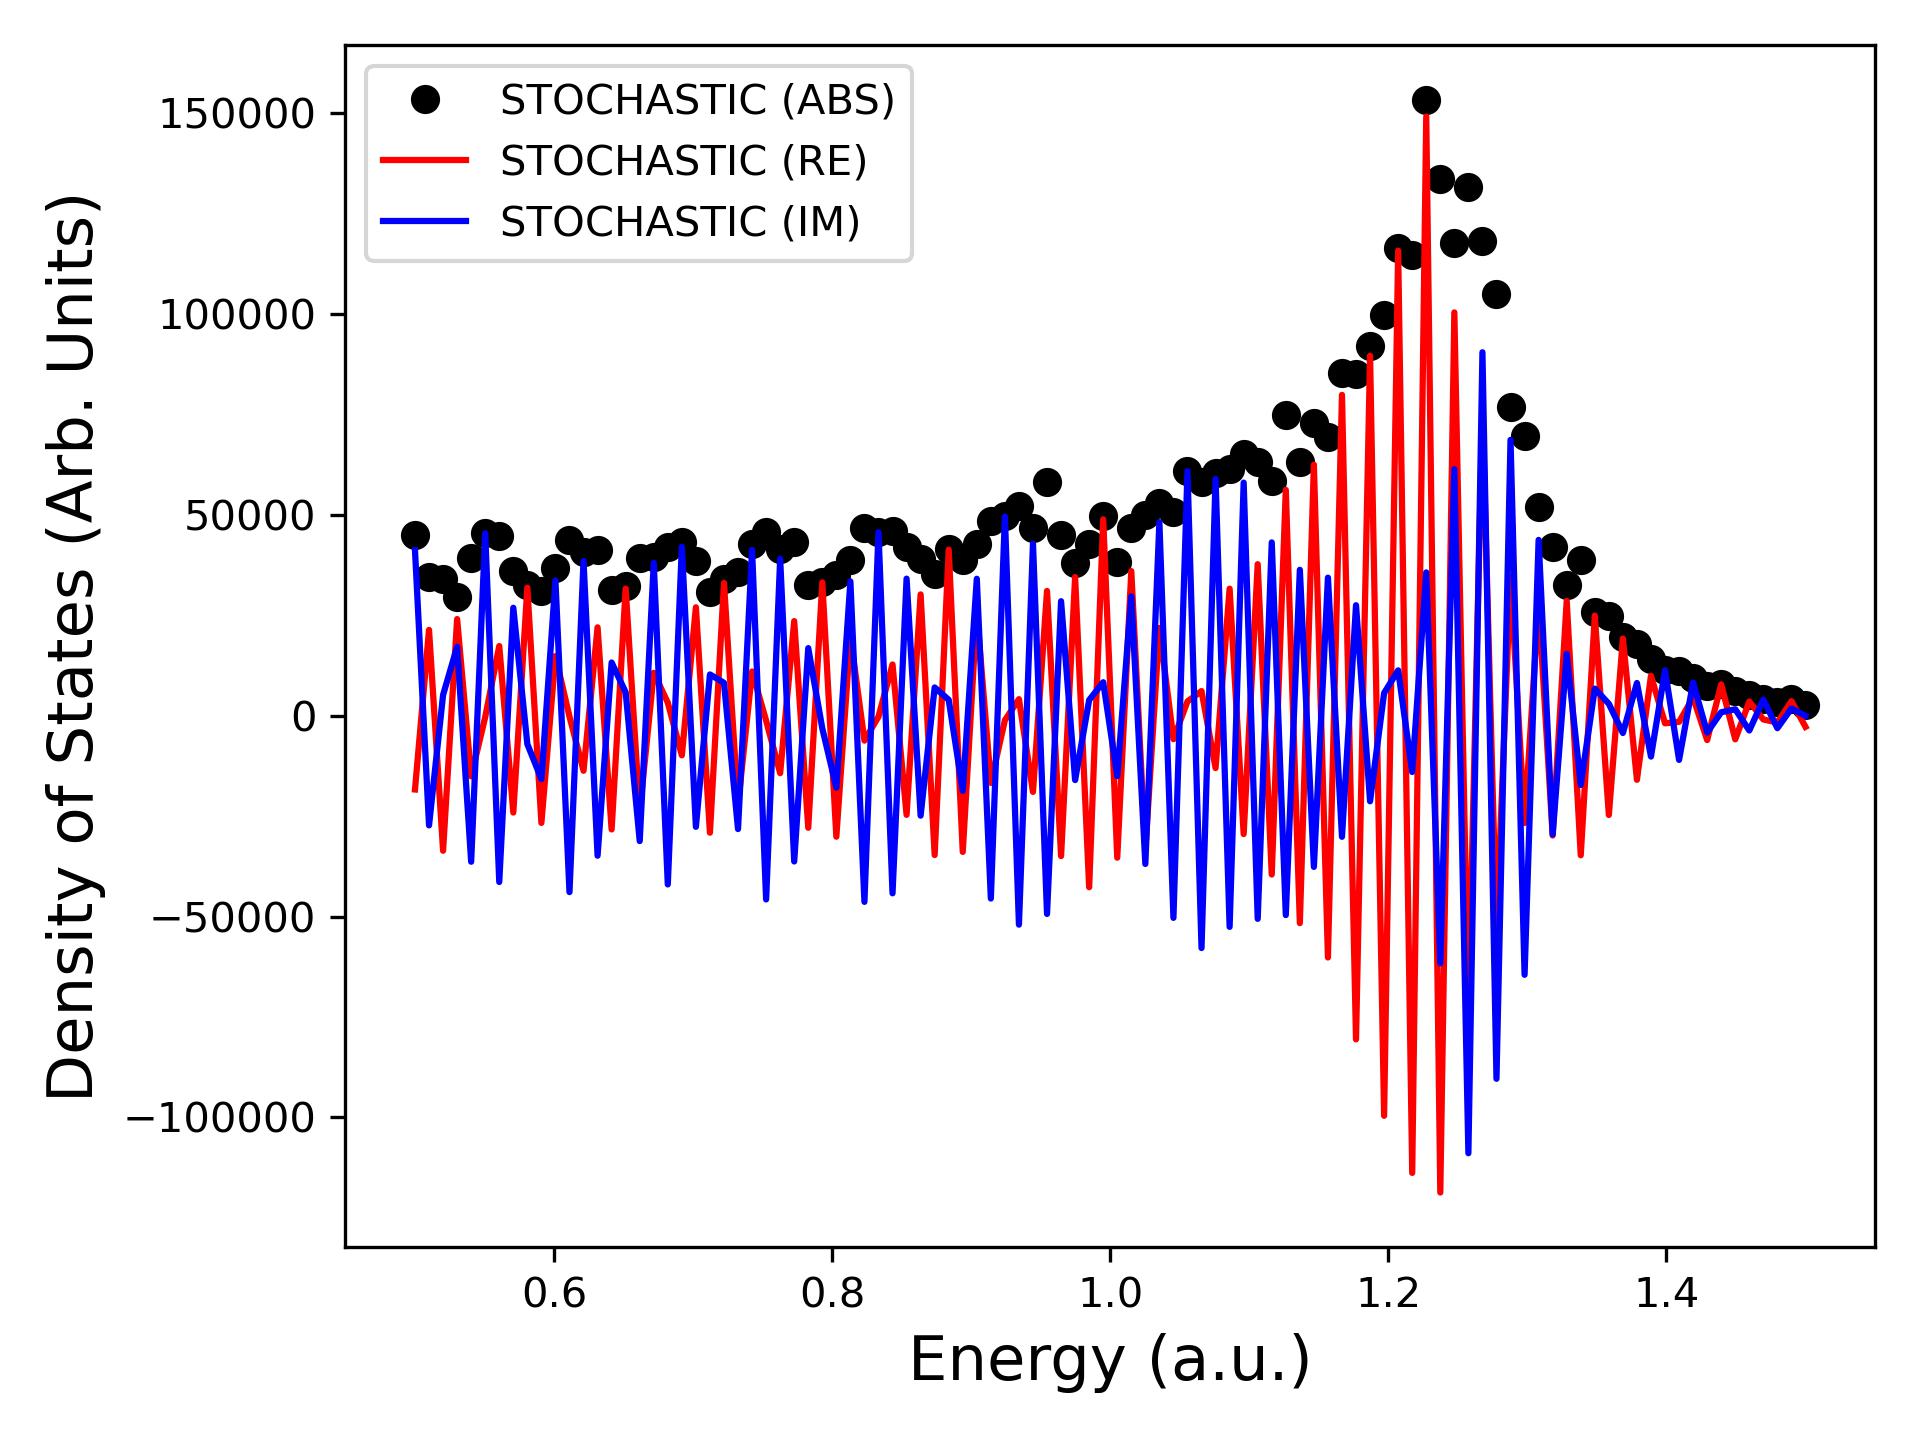 STOCHASTIC (ABS)
STOCHASTIC (RE)
STOCHASTIC (IM)
Density of States (Arb. Units)
150000
100000
50000
0
−50000
−100000
0.6 0.8 1.0 1.2 1.4
Energy (a.u.)